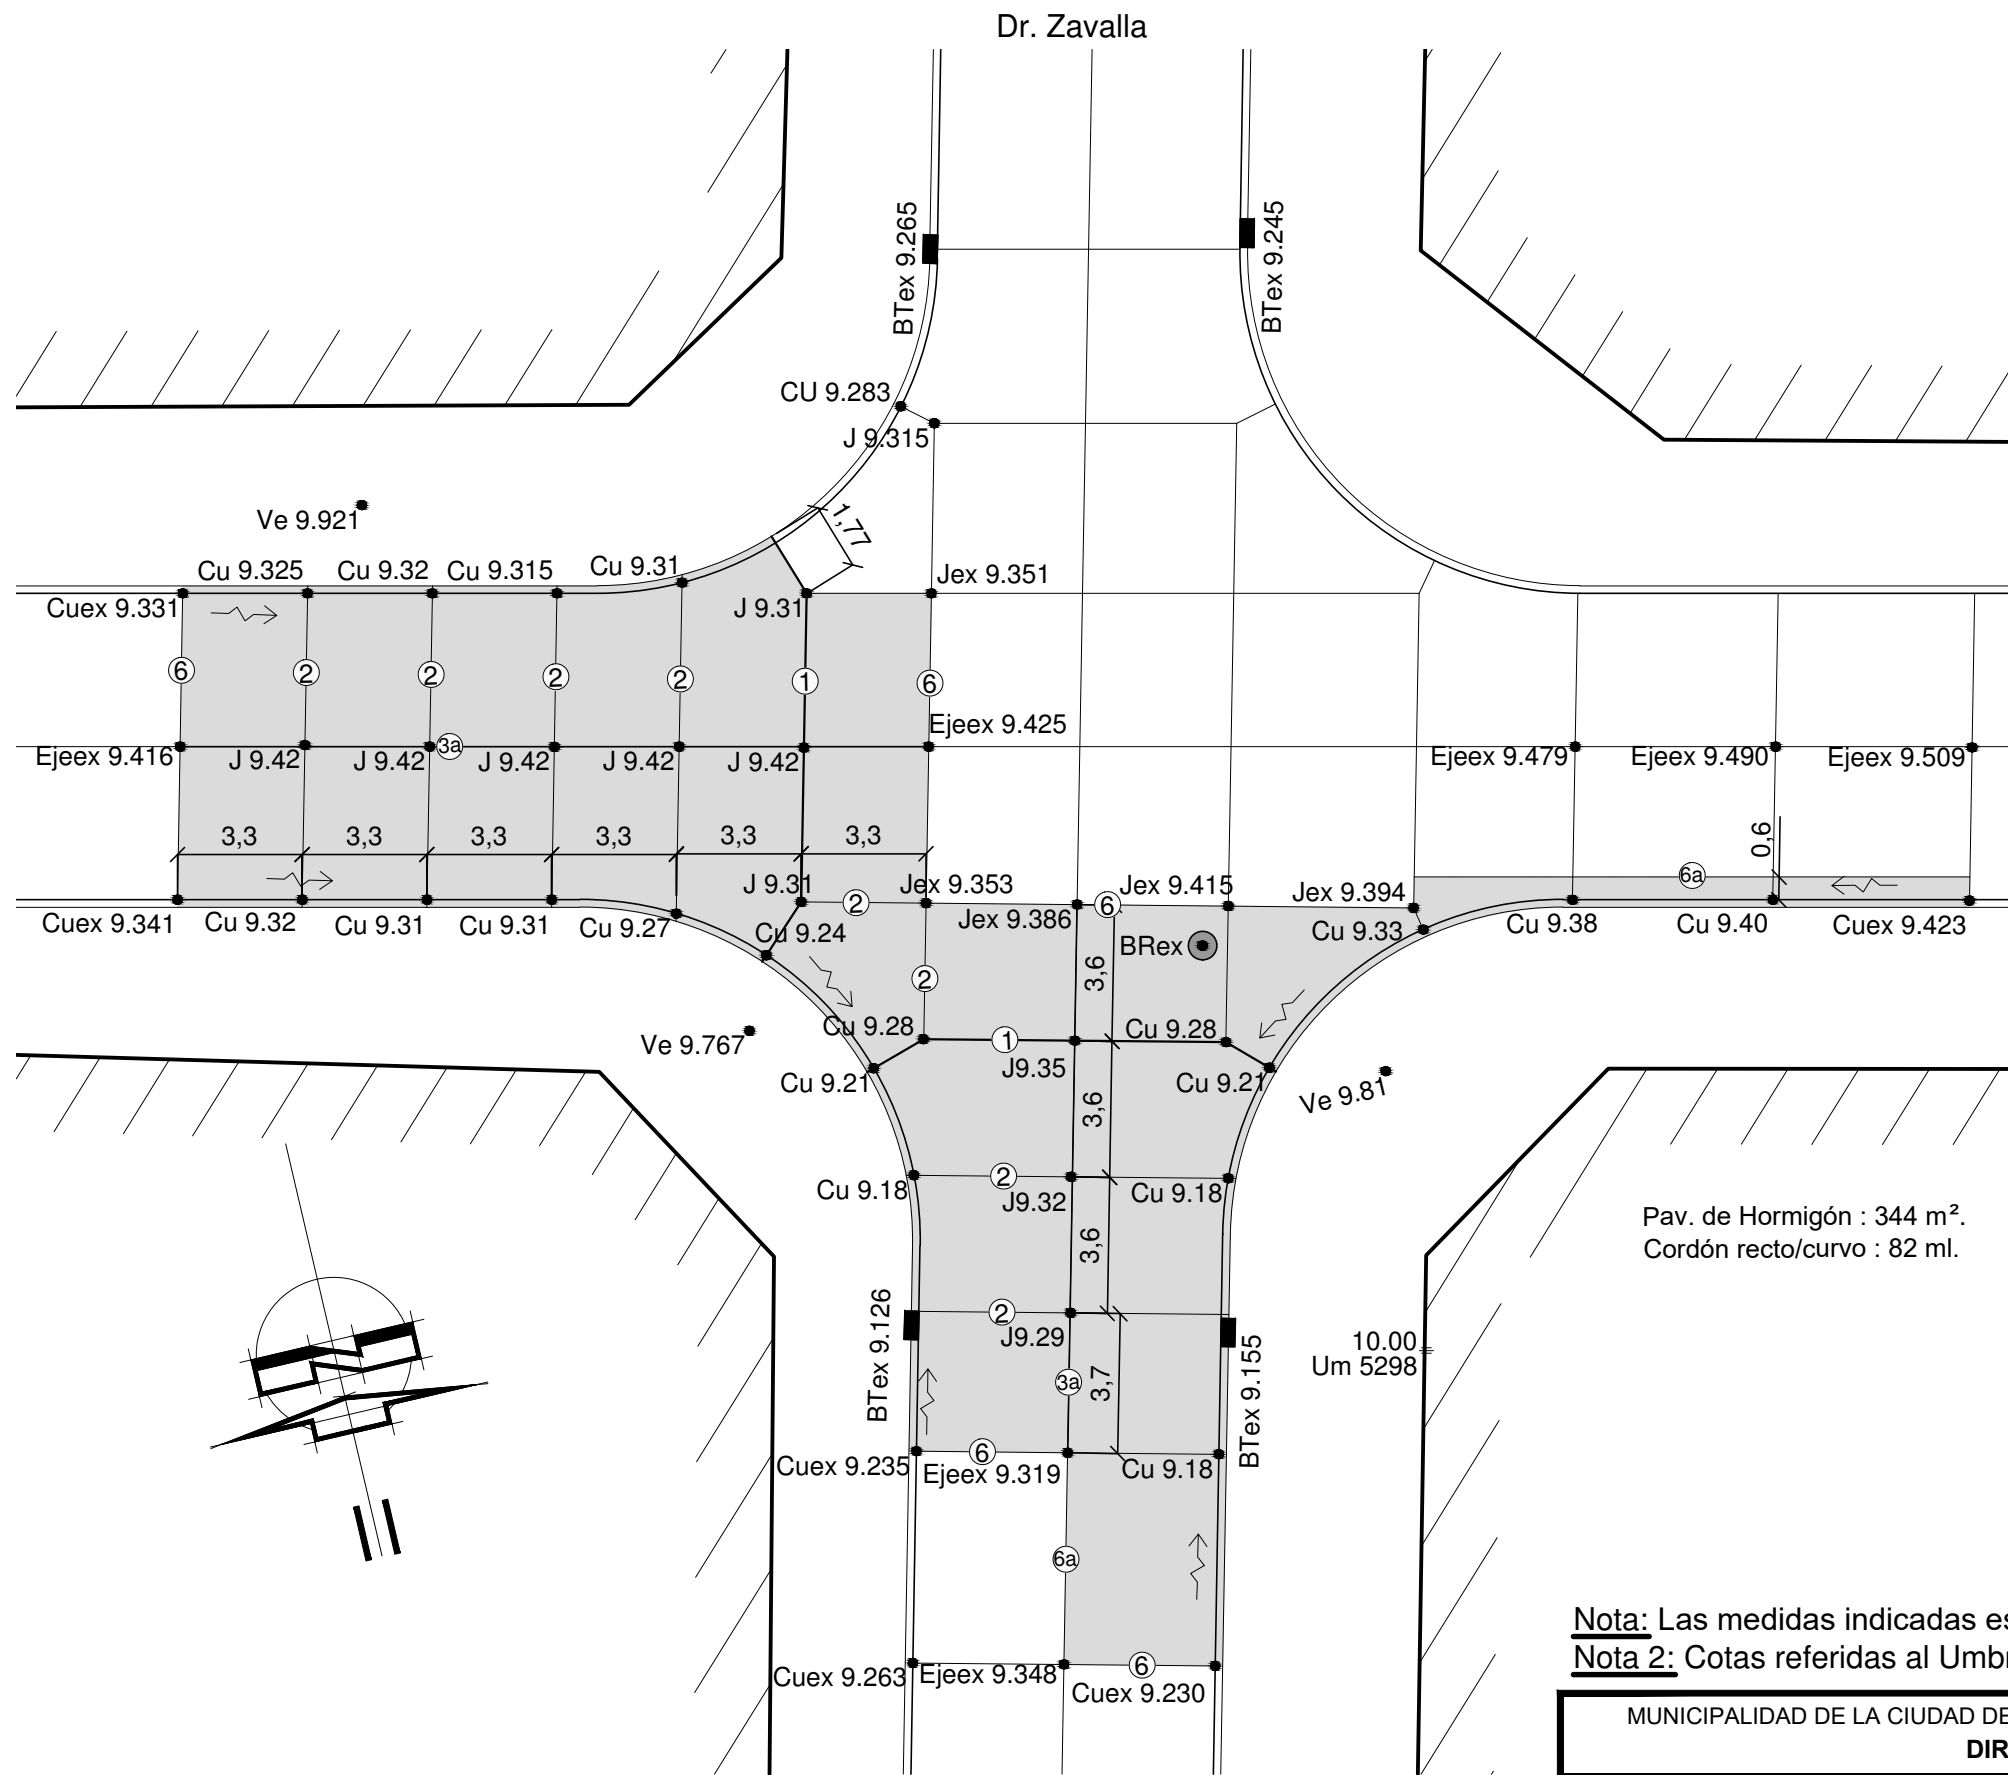 Dr. Zavalla
BTex 9.265
BTex 9.245
CU 9.283
J 9.315
1,77
Ve 9.921
Cu 9.325
Cu 9.32
Cu 9.315
Cu 9.31
Jex 9.351
Cuex 9.331
J 9.31
6
2
2
2
2
1
6
Ejeex 9.425
Ejeex 9.416
J 9.42
J 9.42
3a
J 9.42
J 9.42
J 9.42
Ejeex 9.479
Ejeex 9.490
Ejeex 9.509
3,3
3,3
3,3
3,3
3,3
3,3
0,6
6a
J 9.31
Jex 9.353
Jex 9.415
Jex 9.394
2
6
Cuex 9.341
Cu 9.32
Cu 9.31
Cu 9.31
Cu 9.27
Cu 9.24
Jex 9.386
Cu 9.33
Cu 9.38
Cu 9.40
Cuex 9.423
BRex
3,6
2
Ve 9.767
Cu 9.28
1
Cu 9.28
J9.35
Cu 9.21
Cu 9.21
Ve 9.81
3,6
2
Cu 9.18
J9.32
Cu 9.18
3,6
Pav. de Hormigón : 344 m².
Cordón recto/curvo : 82 ml.
2
J9.29
BTex 9.126
BTex 9.155
10.00
Um 5298
3a
3,7
Cuex 9.235
6
Ejeex 9.319
Cu 9.18
6a
Cuex 9.263
Ejeex 9.348
6
Cuex 9.230
Nota: Las medidas indicadas es
Nota 2: Cotas referidas al Umbr
MUNICIPALIDAD DE LA CIUDAD DE
DIR